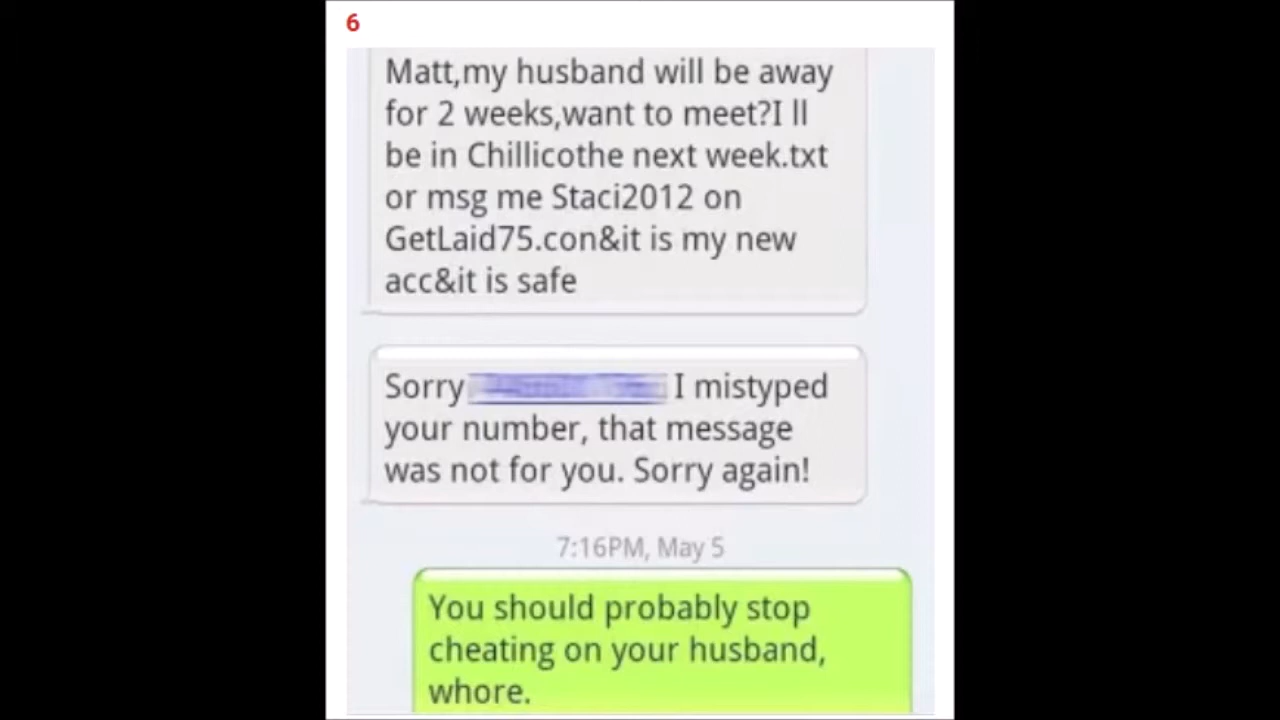 6
Matt,my husband will be away
for 2 weeks,want to meet?I ll
be in Chillicothe next week.txt
or msg me Staci2012 on
GetLaid75.con&it is my new
acc&it is safe
Sorry I mistyped
your number, that message
was not for you. Sorry again!
7:16PM, May 5
You should probably stop
cheating on your husband,
whore.